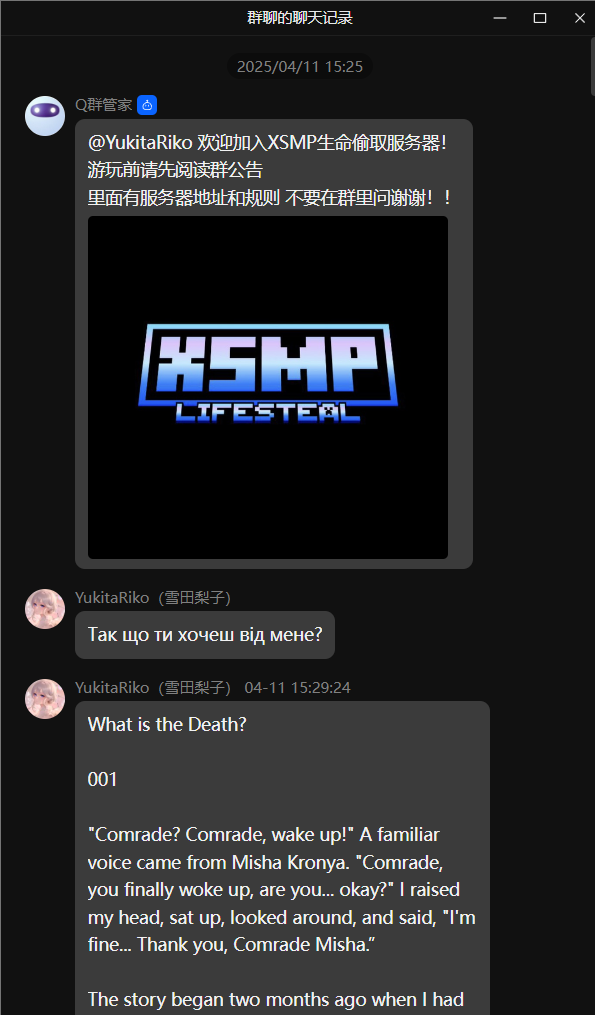 群聊的聊天记录
2025/04/11 15:25
Q群管家
@YukitaRiko 欢迎加入XSMP生命偷取服务器！
游玩前请先阅读群公告
里面有服务器地址和规则 不要在群里问谢谢！！
XSMP
LIFESTEAL
YukitaRiko（雪田梨子）
Так що ти хочеш від мене?
YukitaRiko（雪田梨子） 04-11 15:29:24
What is the Death?
001
"Comrade? Comrade, wake up!" A familiar
voice came from Misha Kronya. "Comrade,
you finally woke up, are you... okay?" I raised
my head, sat up, looked around, and said, "I'm
fine... Thank you, Comrade Misha.”
The story began two months ago when I had